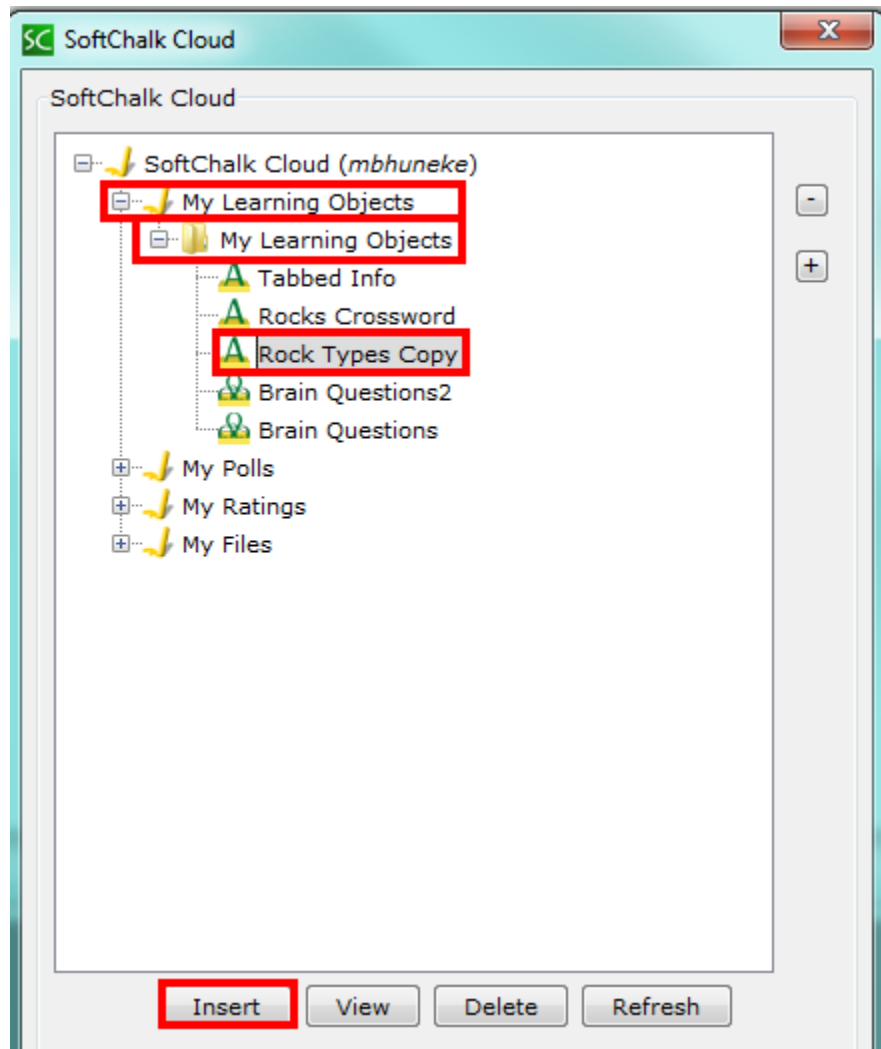 SC SoftChalk Cloud x
SoftChalk Cloud
SoftChalk Cloud (mbhuneke)
My Learning Objects
-
My Learning Objects
+
A Tabbed Info
A Rocks Crossword
A Rock Types Copy
Brain Questions2
Brain Questions
My Polls
My Ratings
My Files
Insert View Delete Refresh